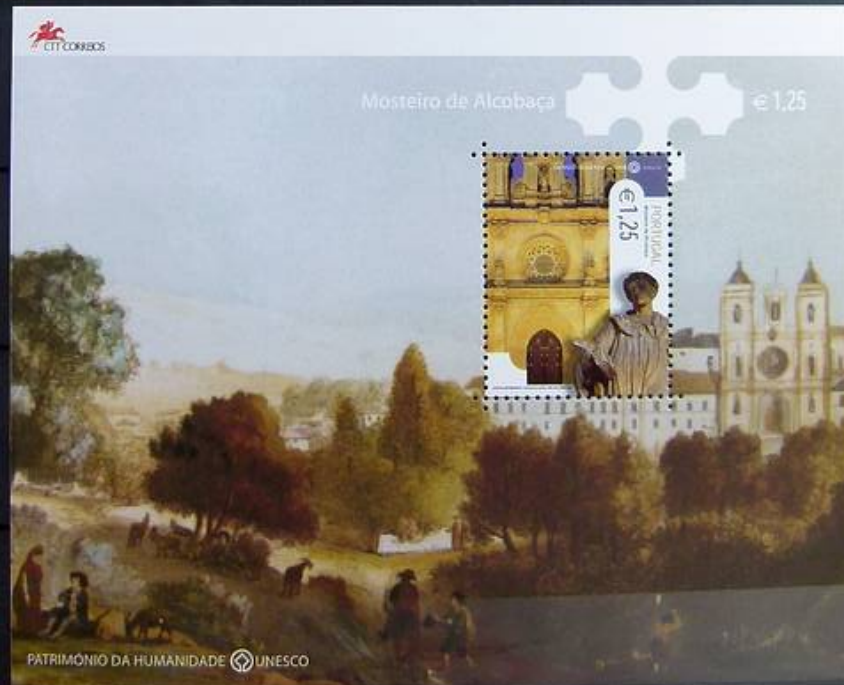 CTT CORREIOS
Mosteiro de Alcobaça
€ 1,25
€1,25
PORTUGAL
PATRIMÓNIO DA HUMANIDADE UNESCO